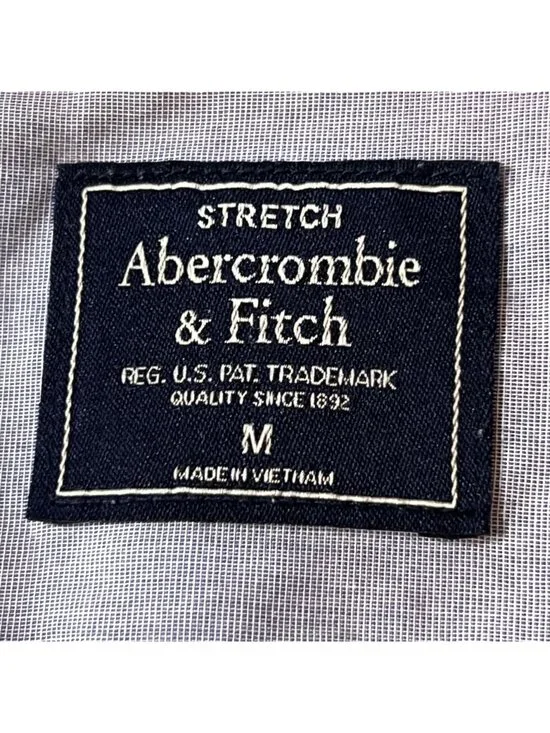 STRETCH
Abercrombie
& Fitch
REG. U.S. PAT. TRADEMARK
QUALITY SINCE 1892
M
MADE IN VIETNAM